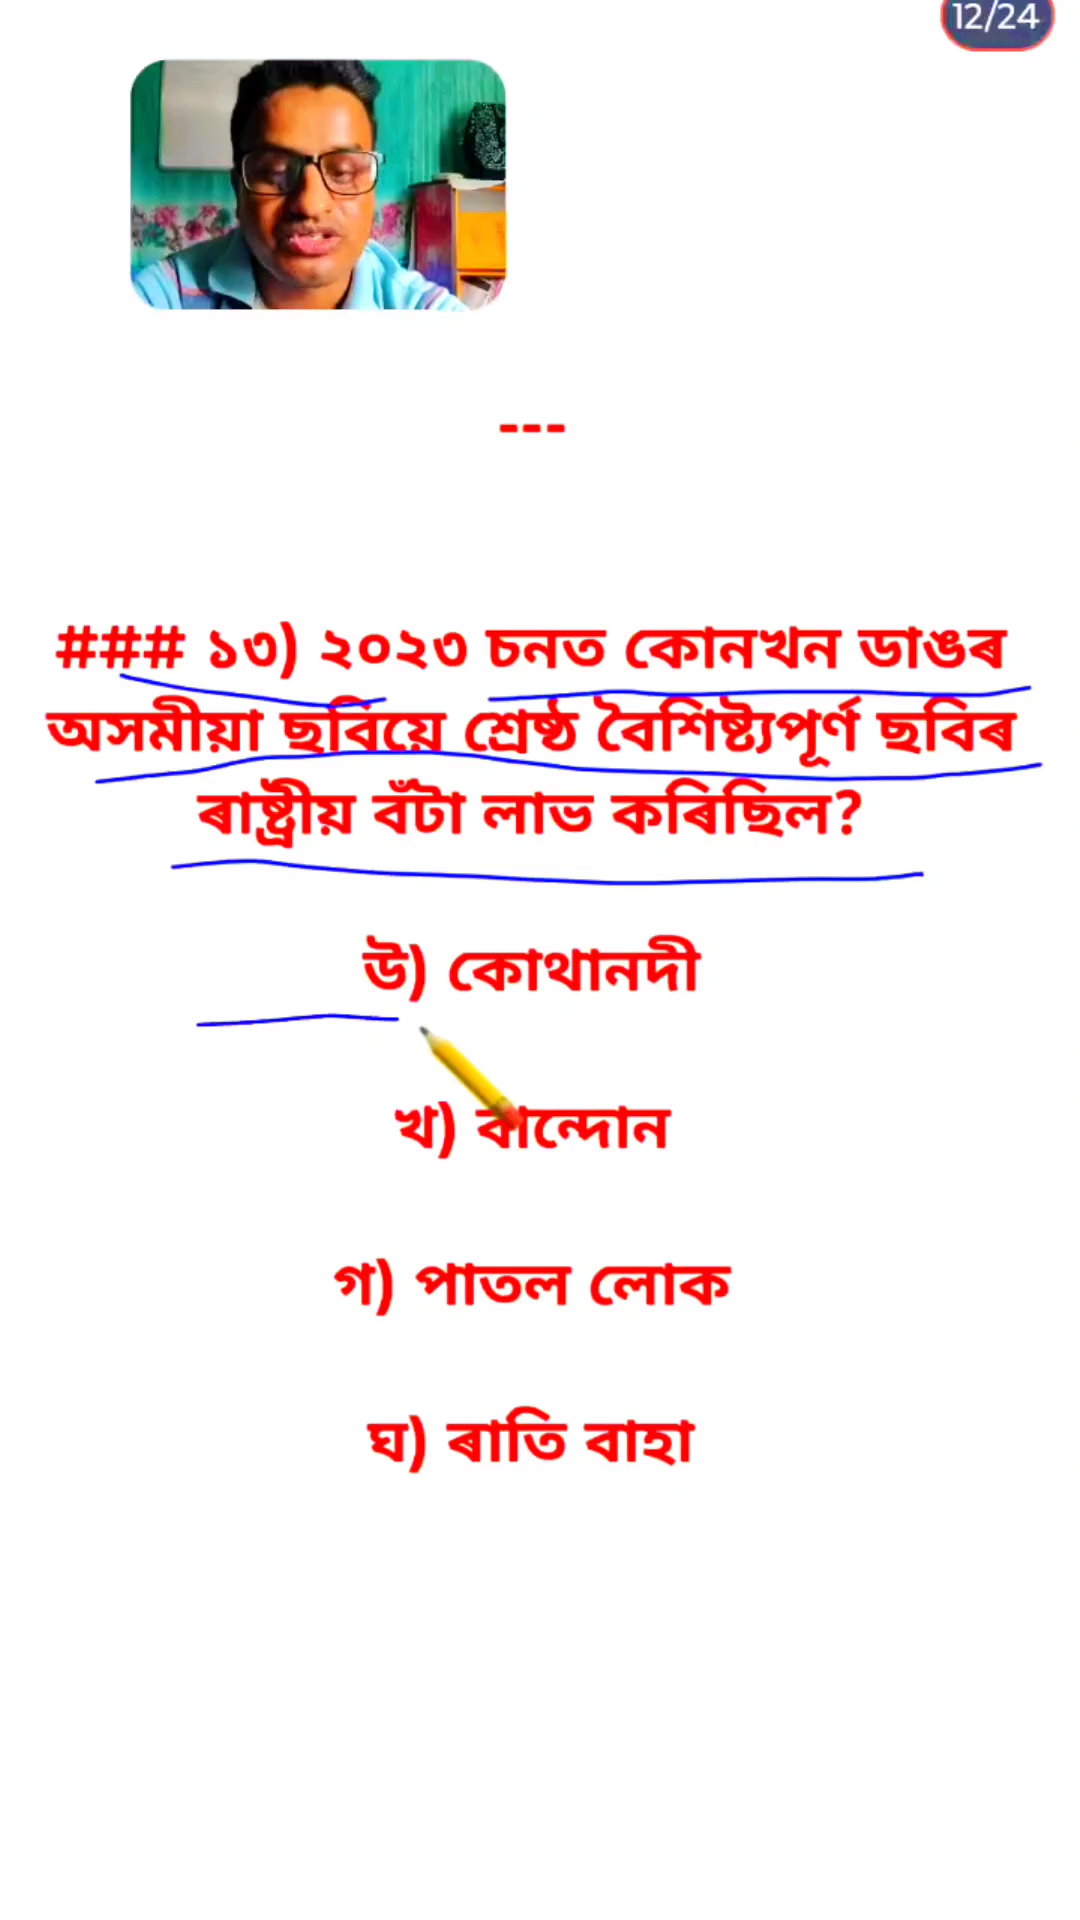 12/24
---
### ১৩) ২০২৩ চনত কোনখন ডাঙৰ
অসমীয়া ছবিয়ে শ্ৰেষ্ঠ বৈশিষ্ট্যপূৰ্ণ ছবিৰ
ৰাষ্ট্ৰীয় বঁটা লাভ কৰিছিল?
উ) কোথানদী
খ) বান্দোন
গ) পাতল লোক
ঘ) ৰাতি বাহা